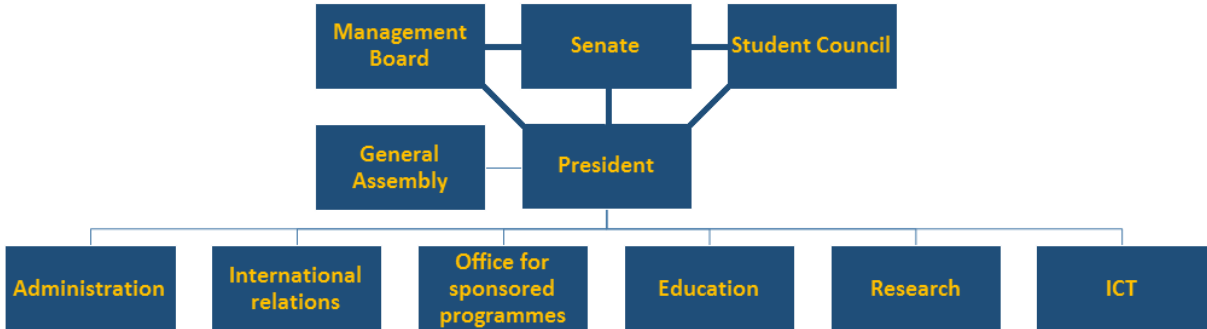 Management
Board
Senate
Student Council
General
Assembly
President
Administration
International
relations
Office for
sponsored
programmes
Education
Research
ICT